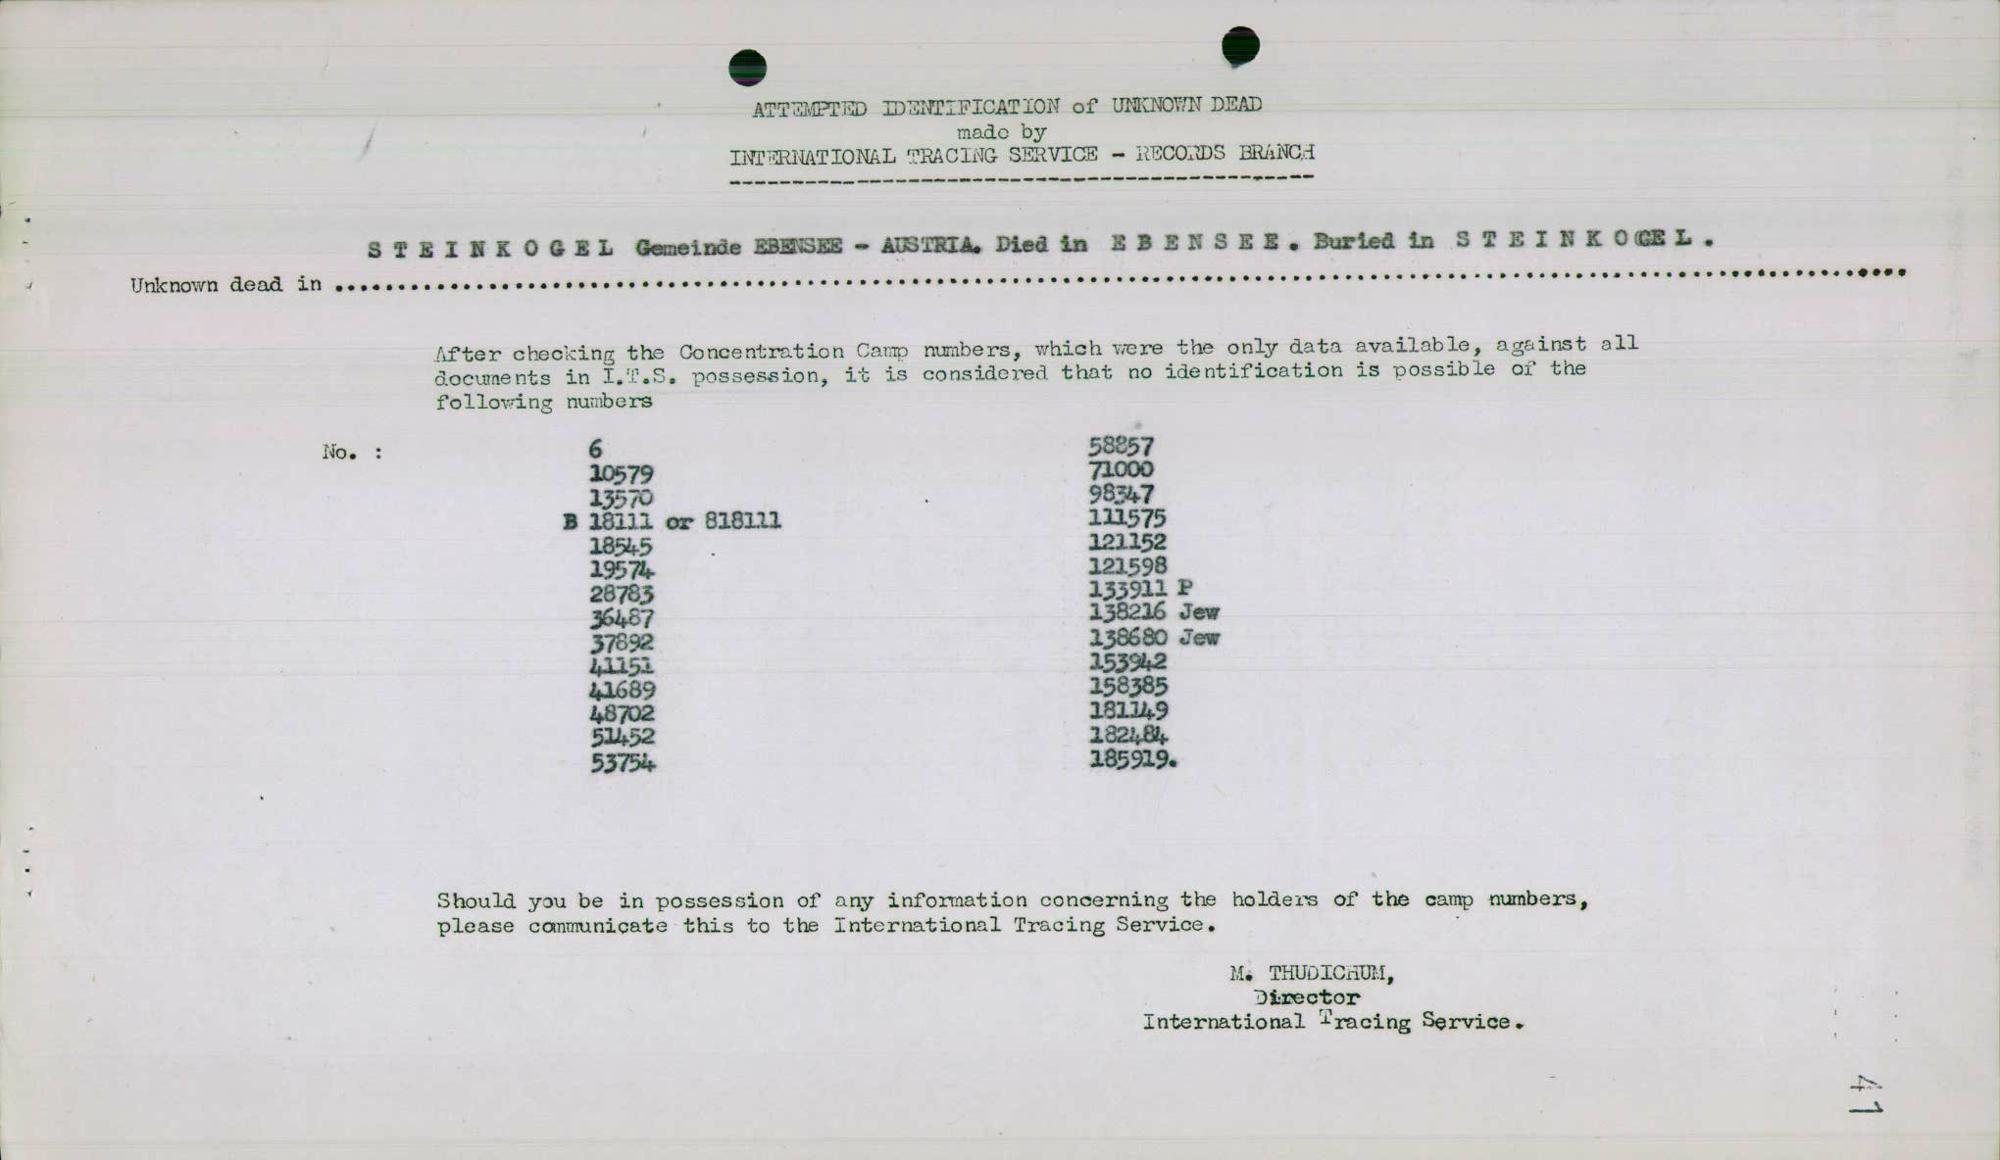 ATTEMPTED IDENTIFICATION of UNKNOWN DEAD
made by
INTERNATIONAL TRACING SERVICE - RECORDS BRANCH
STEINKOGEL Gemeinde EBENSEE - AUSTRIA. Died in EBENSEE. Buried in STEINKOGEL.
Unknown dead in
After checking the Concentration Camp numbers, which were the only data available, against all
documents in I.T.S. possession, it is considered that no identification is possible of the
following numbers
No. :
6
10579
13570
B 18111 or 818111
18545
19574
28783
36487
37892
41151
41689
48702
51452
53754
58857
71000
98347
111575
121152
121598
133911 P
138216 Jew
138680 Jew
153942
158385
181149
182484
185919.
Should you be in possession of any information concerning the holders of the camp numbers,
please communicate this to the International Tracing Service.
M. THUDICHUM,
Director
International Tracing Service.
41